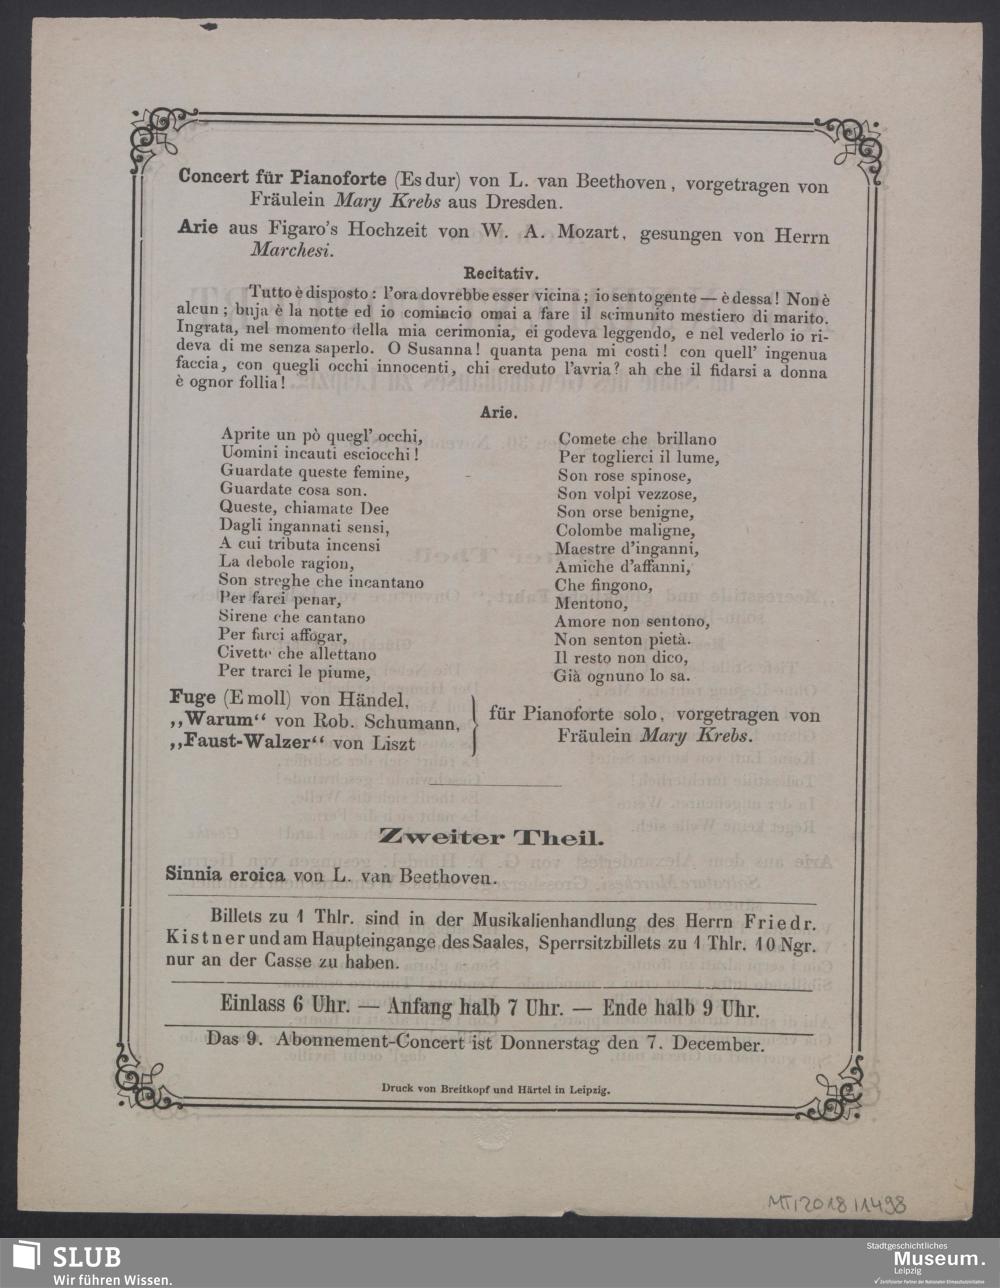 Concert für Pianoforte (Es dur) von L. van Beethoven, vorgetragen von
Fräulein Mary Krebs aus Dresden.
Arie aus Figaro's Hochzeit von W. A. Mozart, gesungen von Herrn
Marchesi.
Recitativ.
Tutto è disposto : l'ora dovrebbe esser vicina ; io sento gente — è dessa! Non è
alcun ; buja è la notte ed io comincio omai a fare il scimunito mestiero di marito.
Ingrata, nel momento della mia cerimonia, ei godeva leggendo, e nel vederlo io ri-
deva di me senza saperlo. O Susanna! quanta pena mi costi! con quell' ingenua
faccia, con quegli occhi innocenti, chi creduto l'avria? ah che il fidarsi a donna
è ognor follia!
Arie.
Aprite un pò quegl' occhi,
Uomini incauti esciocchi!
Guardate queste femine,
Guardate cosa son.
Queste, chiamate Dee
Dagli ingannati sensi,
A cui tributa incensi
La debole ragion,
Son streghe che incantano
Per farci penar,
Sirene che cantano
Per farci affogar,
Civette che allettano
Per trarci le piume,
Comete che brillano
Per toglierci il lume,
Son rose spinose,
Son volpi vezzose,
Son orse benigne,
Colombe maligne,
Maestre d'inganni,
Amiche d'affanni,
Che fingono,
Mentono,
Amore non sentono,
Non senton pietà.
Il resto non dico,
Già ognuno lo sa.
Fuge (E moll) von Händel,
„Warum“ von Rob. Schumann,
„Faust-Walzer“ von Liszt
für Pianoforte solo, vorgetragen von
Fräulein Mary Krebs.
Zweiter Theil.
Sinnia eroica von L. van Beethoven.
Billets zu 1 Thlr. sind in der Musikalienhandlung des Herrn Friedr.
Kistner und am Haupteingange des Saales, Sperrsitzbillets zu 1 Thlr. 10 Ngr.
nur an der Casse zu haben.
Einlass 6 Uhr. — Anfang halb 7 Uhr. — Ende halb 9 Uhr.
Das 9. Abonnement-Concert ist Donnerstag den 7. December.
Druck von Breitkopf und Härtel in Leipzig.
MT/2018/1498
SLUB
Wir führen Wissen.
Stadtgeschichtliches
Museum.
Leipzig
Zertifizierter Partner der Nationalen Klimaschutzinitiative